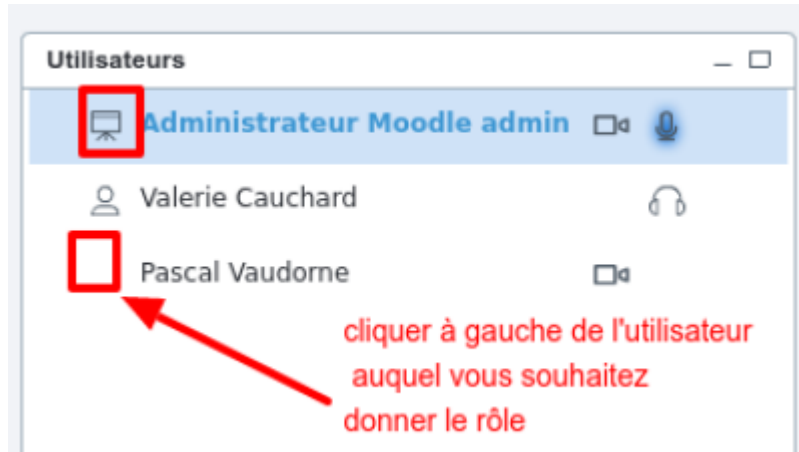 Utilisateurs
Administrateur Moodle admin
Valerie Cauchard
Pascal Vaudorne
cliquer à gauche de l'utilisateur
auquel vous souhaitez
donner le rôle